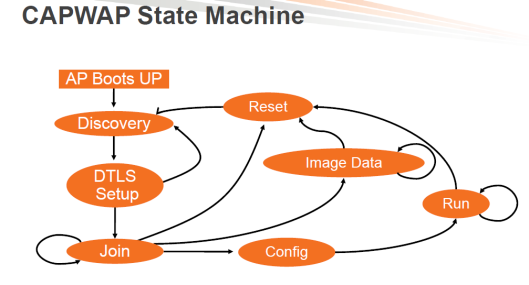 CAPWAP State Machine
AP Boots UP
Reset
Discovery
Image Data
DTLS
Setup
Run
Join
Config